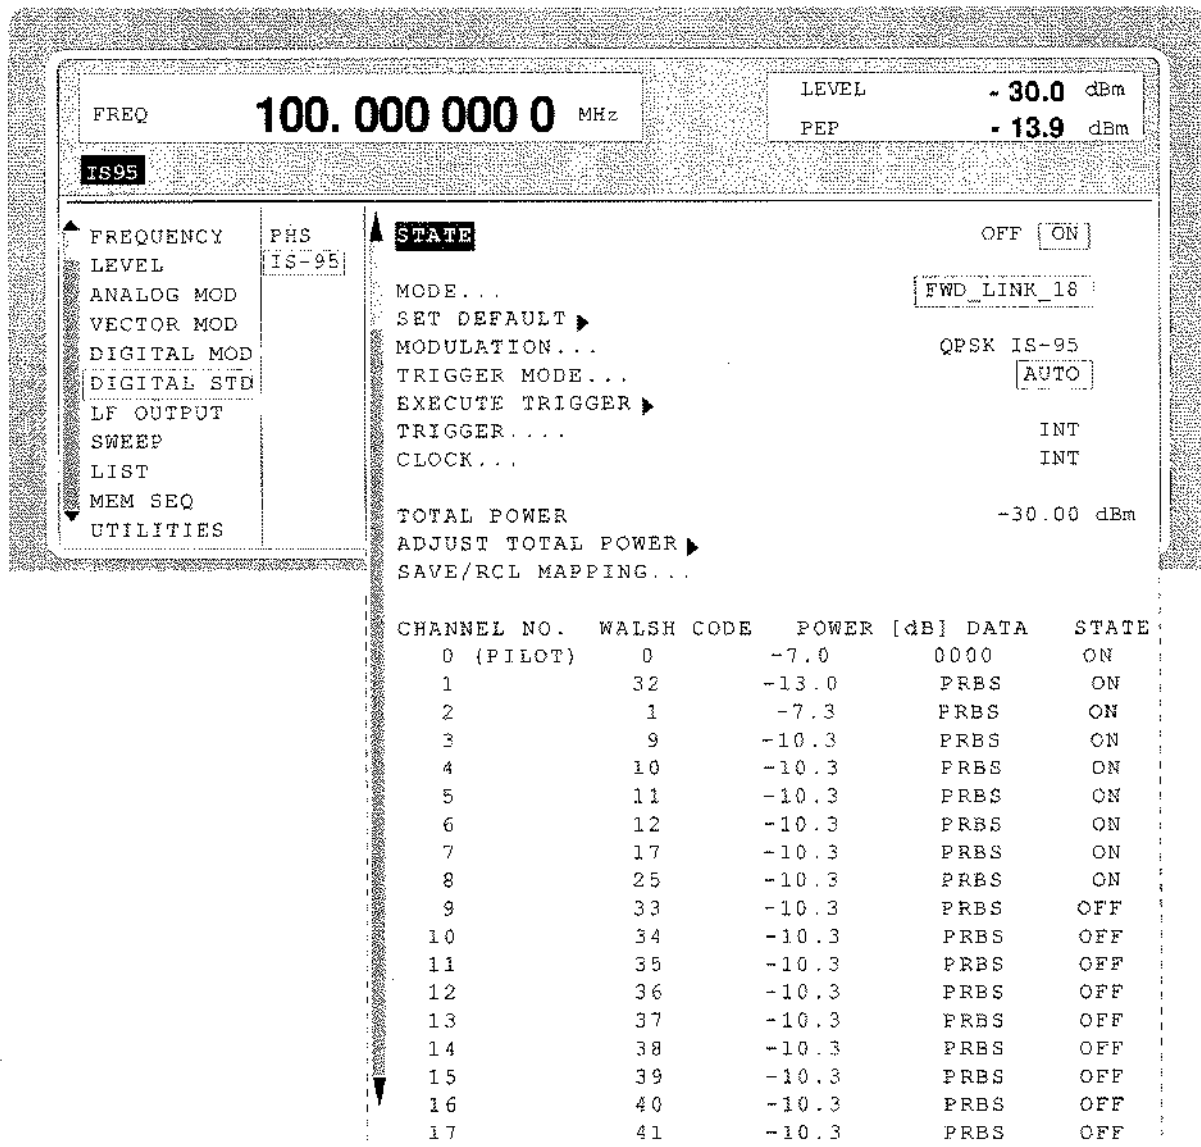 FREQ 100. 000 000 0 MHz
LEVEL - 30.0 dBm
PEP - 13.9 dBm
IS95
FREQUENCY
LEVEL
ANALOG MOD
VECTOR MOD
DIGITAL MOD
DIGITAL STD
LF OUTPUT
SWEEP
LIST
MEM SEQ
UTILITIES
PHS
IS-95
STATE OFF ON
MODE... FWD_LINK_18
SET DEFAULT
MODULATION... QPSK IS-95
TRIGGER MODE... AUTO
EXECUTE TRIGGER
TRIGGER.... INT
CLOCK... INT
TOTAL POWER -30.00 dBm
ADJUST TOTAL POWER
SAVE/RCL MAPPING...
CHANNEL NO. WALSH CODE POWER [dB] DATA STATE
0 (PILOT) 0 -7.0 0000 ON
1 32 -13.0 PRBS ON
2 1 -7.3 PRBS ON
3 9 -10.3 PRBS ON
4 10 -10.3 PRBS ON
5 11 -10.3 PRBS ON
6 12 -10.3 PRBS ON
7 17 -10.3 PRBS ON
8 25 -10.3 PRBS ON
9 33 -10.3 PRBS OFF
10 34 -10.3 PRBS OFF
11 35 -10.3 PRBS OFF
12 36 -10.3 PRBS OFF
13 37 -10.3 PRBS OFF
14 38 -10.3 PRBS OFF
15 39 -10.3 PRBS OFF
16 40 -10.3 PRBS OFF
17 41 -10.3 PRBS OFF